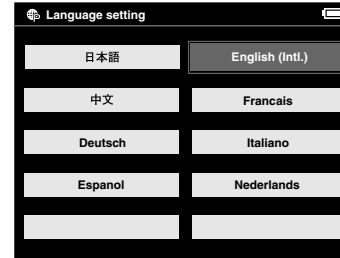 Language setting
日本語
English (Intl.)
中文
Francais
Deutsch
Italiano
Espanol
Nederlands